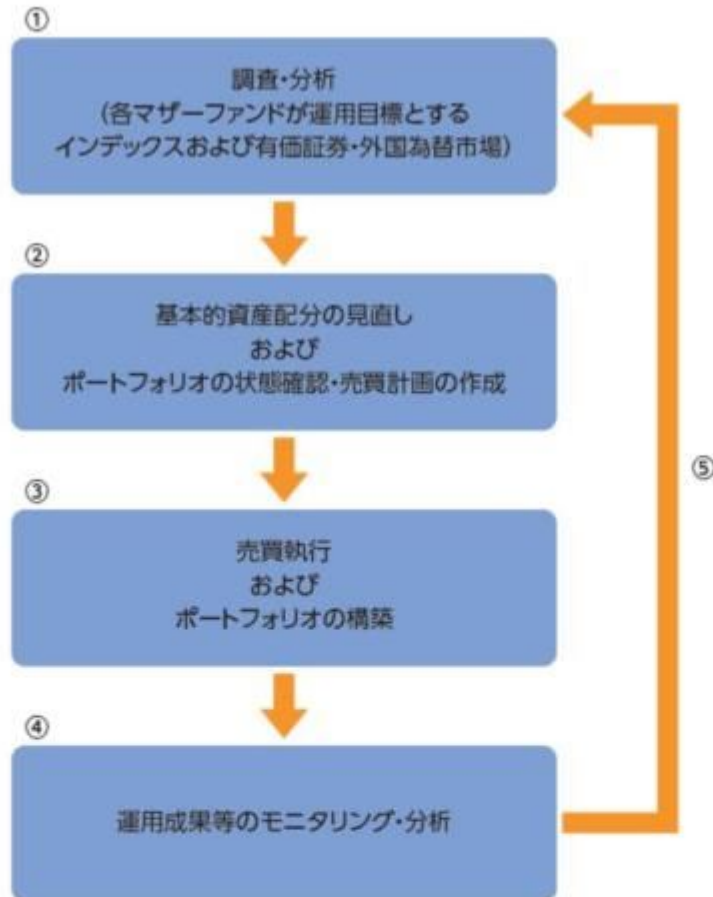 ①
調査・分析
(各マザーファンドが運用目標とする
インデックスおよび有価証券・外国為替市場)
②
基本的資産配分の見直し
および
ポートフォリオの状態確認・売買計画の作成
③
売買執行
および
ポートフォリオの構築
④
運用成果等のモニタリング・分析
⑤